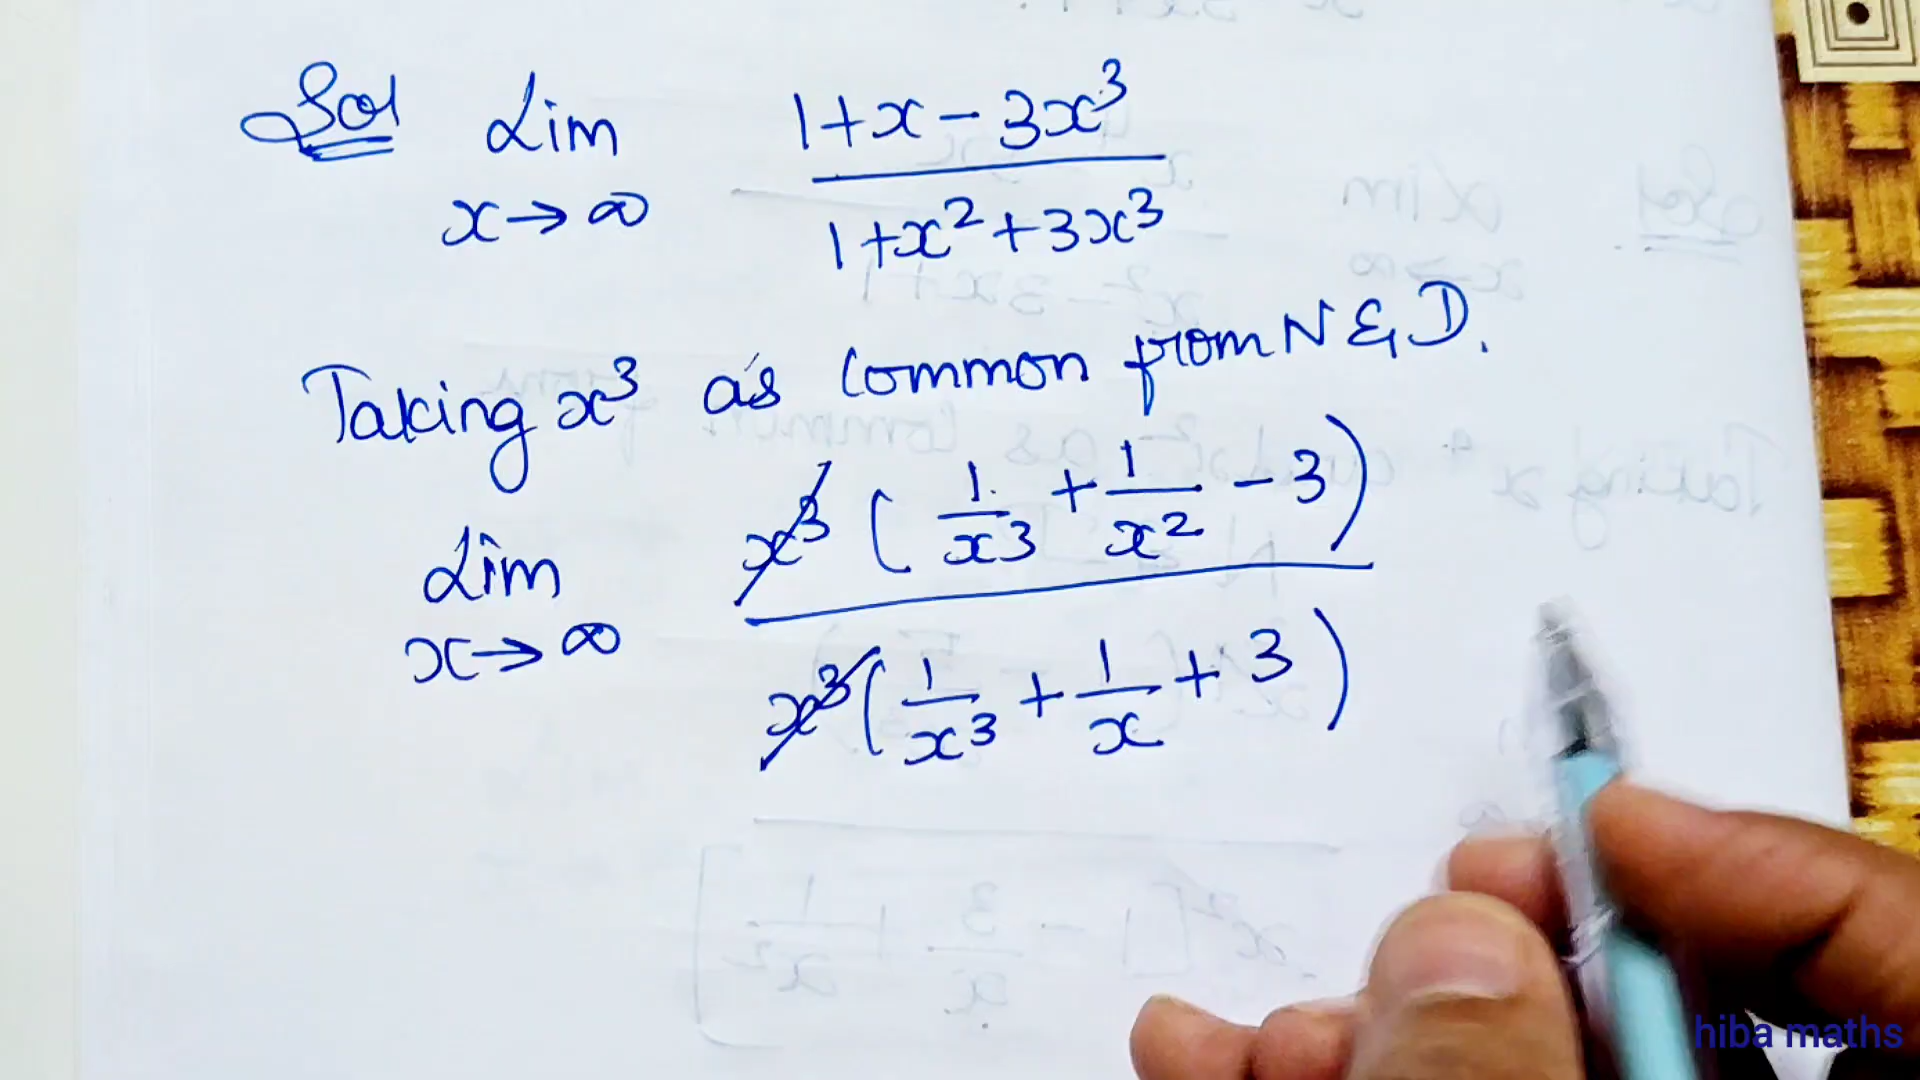 Sol Lim 1+x-3x³
x→∞ 1+x²+3x³
Taking x³ as common from N & D.
Lim x³ (1/x³ + 1/x² - 3)
x→∞ x³ (1/x³ + 1/x + 3)
hiba maths